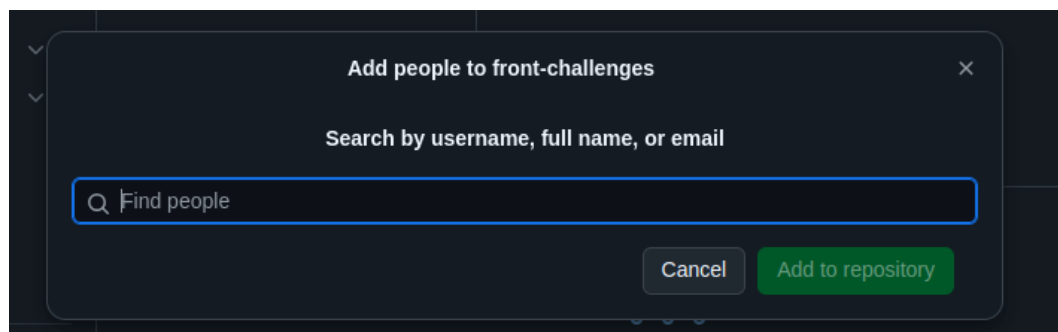 Add people to front-challenges
Search by username, full name, or email
Find people
Cancel
Add to repository